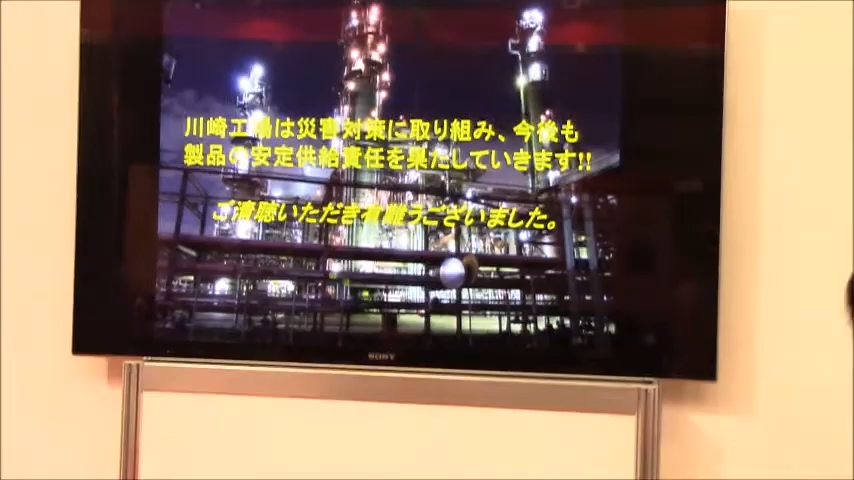 川崎工場は災害対策に取り組み、今後も
製品の安定供給責任を果たしていきます!!
ご清聴いただき有難うございました。
SONY